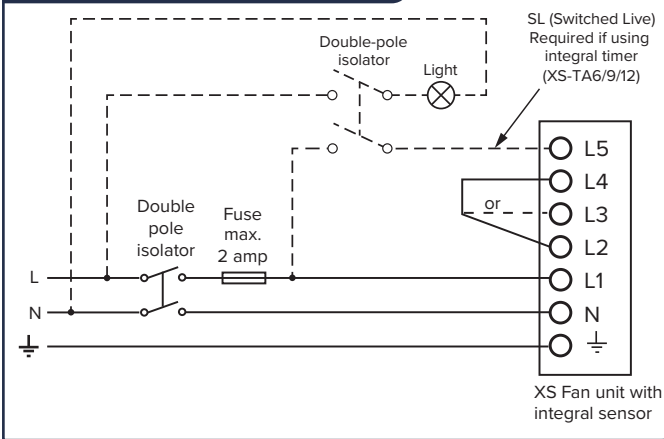 SL (Switched Live)
Required if using
integral timer
(XS-TA6/9/12)
Double-pole
isolator
Light
L5
L4
or
L3
L2
Double
pole
isolator
Fuse
max.
2 amp
L
L1
N
N
XS Fan unit with
integral sensor